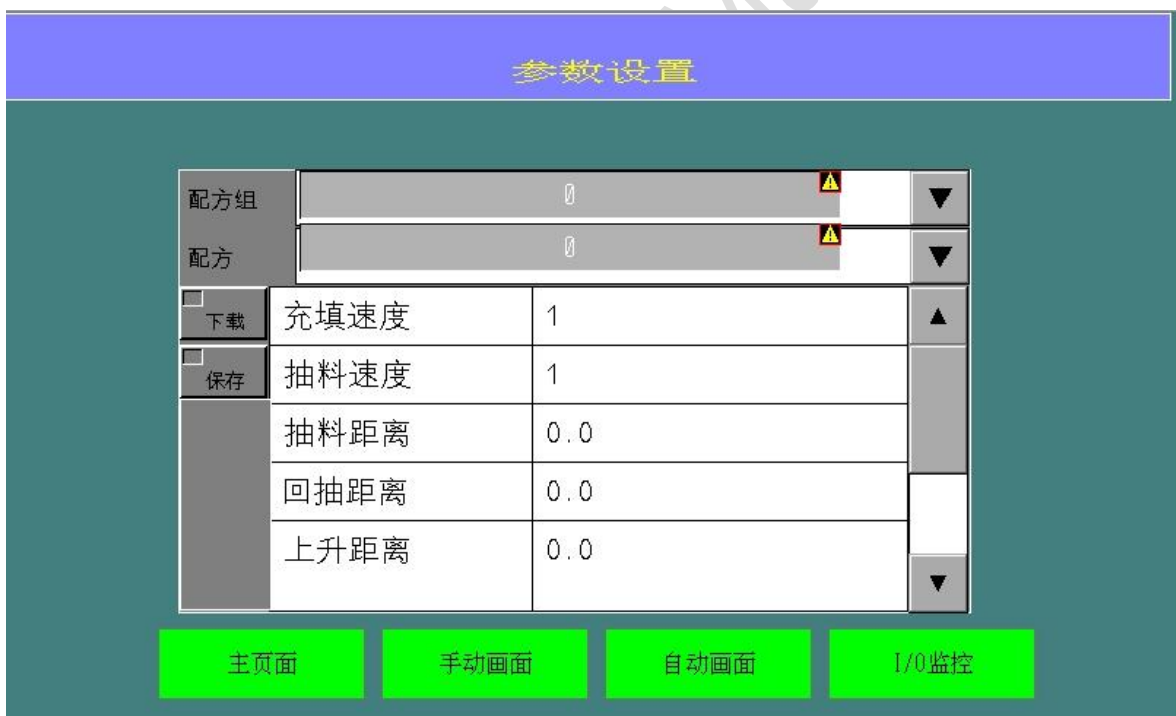 参数设置
配方组 0
配方 0
下载 充填速度 1
保存 抽料速度 1
抽料距离 0.0
回抽距离 0.0
上升距离 0.0
主页面 手动画面 自动画面 I/O监控